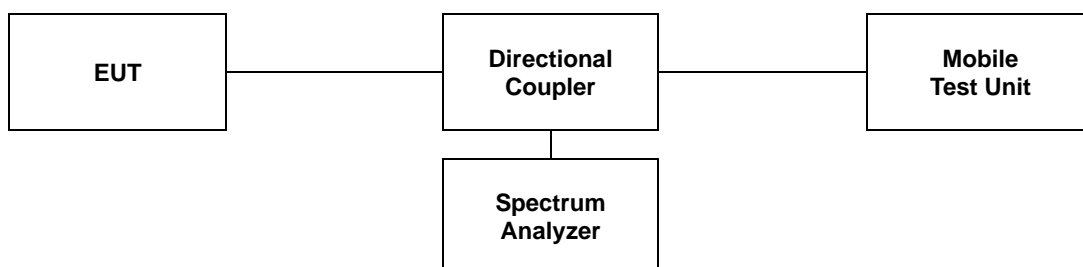 EUT
Directional
Coupler
Mobile
Test Unit
Spectrum
Analyzer